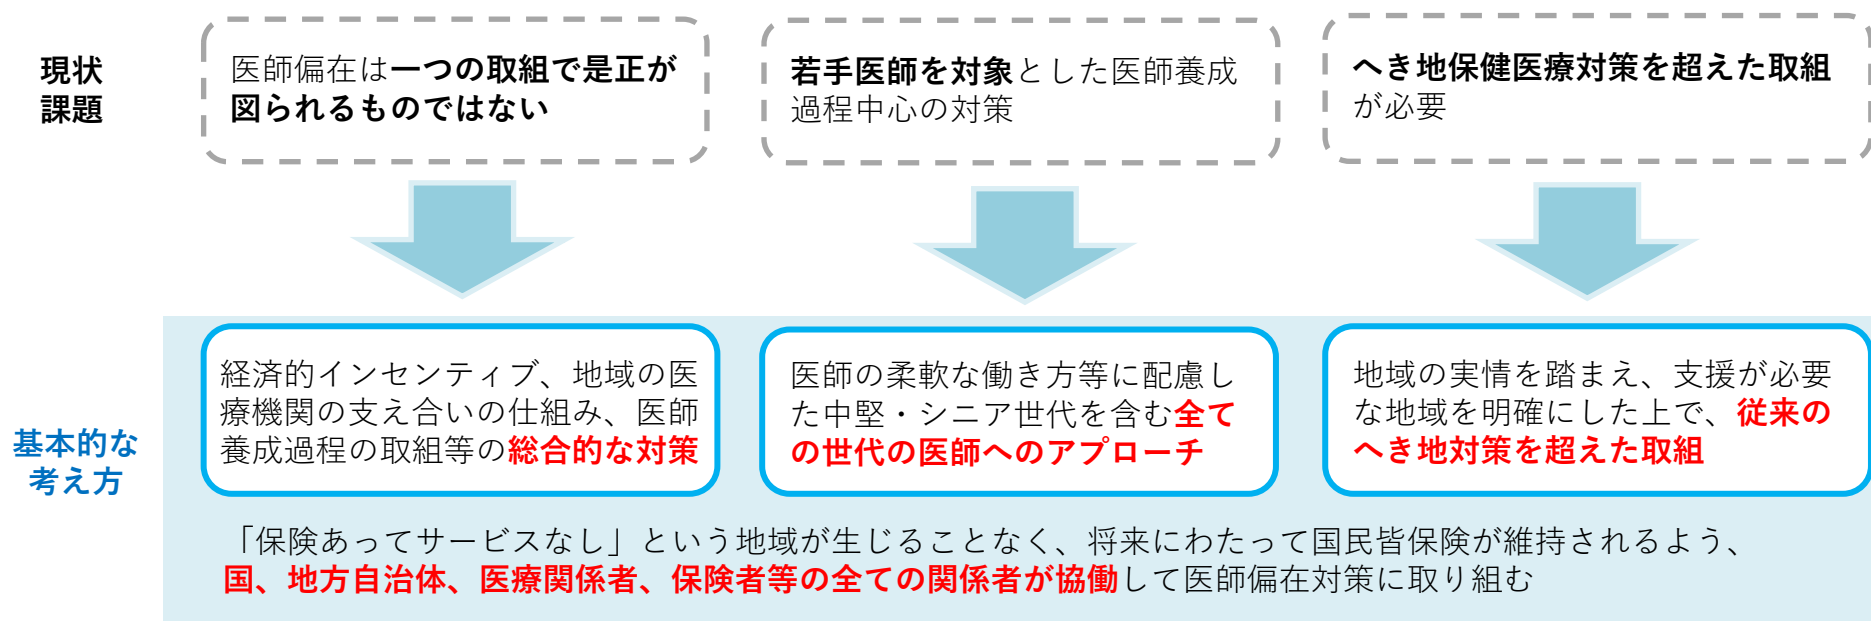 現状
課題
医師偏在は一つの取組で是正が
図られるものではない
若手医師を対象とした医師養成
過程中心の対策
へき地保健医療対策を超えた取組
が必要
基本的な
考え方
経済的インセンティブ、地域の医
療機関の支え合いの仕組み、医師
養成過程の取組等の総合的な対策
医師の柔軟な働き方等に配慮し
た中堅・シニア世代を含む全て
の世代の医師へのアプローチ
地域の実情を踏まえ、支援が必要
な地域を明確にした上で、従来の
へき地対策を超えた取組
「保険あってサービスなし」という地域が生じることなく、将来にわたって国民皆保険が維持されるよう、
国、地方自治体、医療関係者、保険者等の全ての関係者が協働して医師偏在対策に取り組む